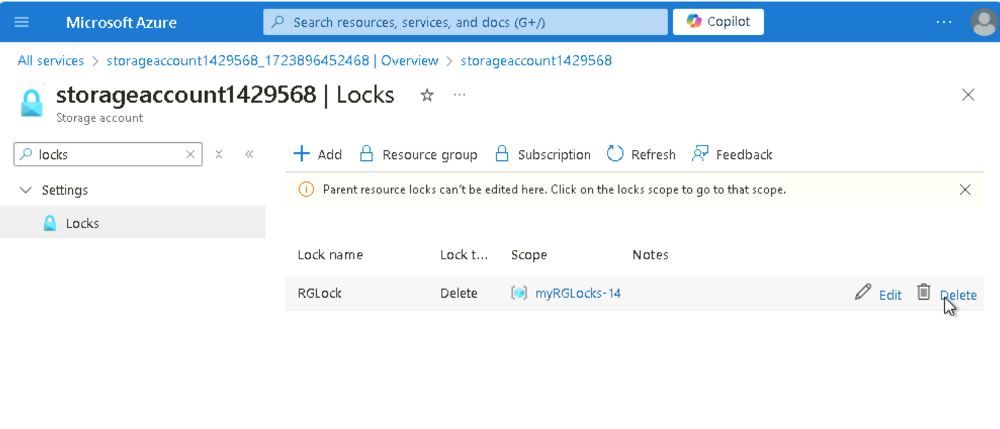 Microsoft Azure
Search resources, services, and docs (G+/)
Copilot
...
All services > storageaccount1429568_1723896452468 | Overview > storageaccount1429568
storageaccount1429568 | Locks
...
Storage account
locks
Add
Resource group
Subscription
Refresh
Feedback
Settings
Parent resource locks can't be edited here. Click on the locks scope to go to that scope.
Locks
Lock name Lock t... Scope Notes
RGLock Delete myRGLocks-14 Edit Delete